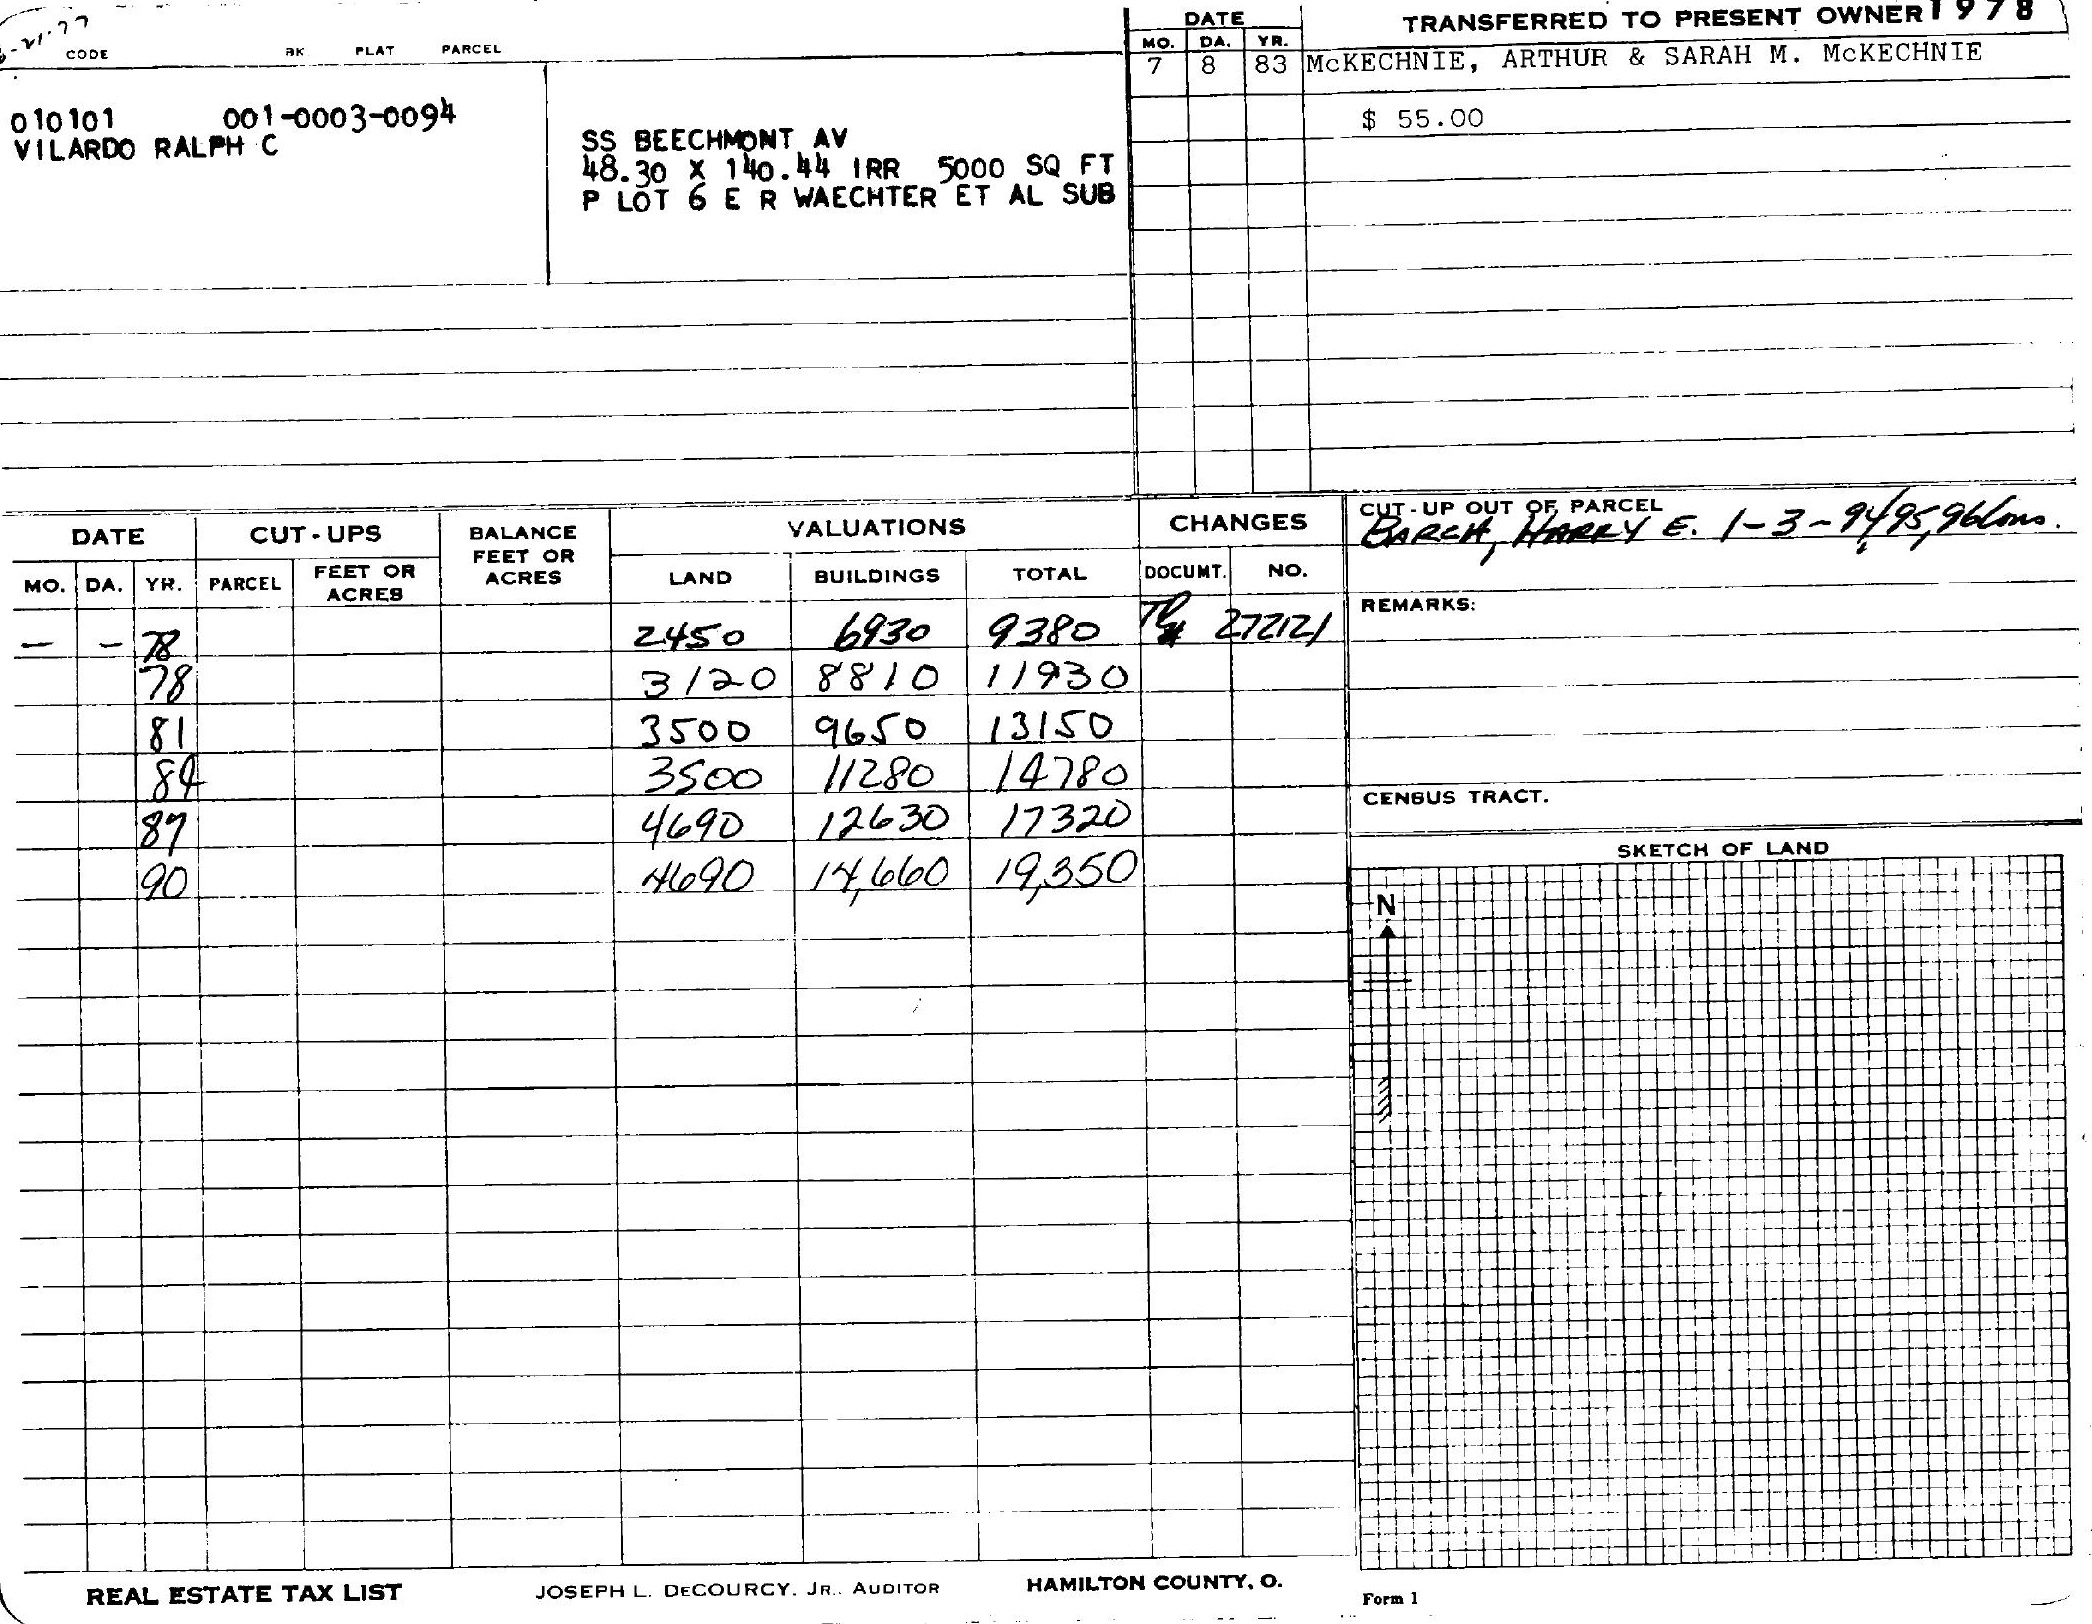 DATE
TRANSFERRED TO PRESENT OWNER 1978
CODE BK PLAT PARCEL
MO. DA. YR.
7 8 83 McKECHNIE, ARTHUR & SARAH M. McKECHNIE
$ 55.00
010101 001-0003-0094
VILARDO RALPH C
SS BEECHMONT AV
48.30 X 140.44 IRR 5000 SQ FT
P LOT 6 E R WAECHTER ET AL SUB
DATE CUT-UPS BALANCE FEET OR ACRES VALUATIONS CHANGES
MO. DA. YR. PARCEL FEET OR ACRES LAND BUILDINGS TOTAL DOCUMT. NO.
— — 78 2450 6930 9380 272121
78 3120 8810 11930
81 3500 9650 13150
84 3500 11280 14780
87 4690 12630 17320
90 4690 14,660 19,350
CUT-UP OUT OF PARCEL
BARCH, HARRY E. 1-3-94,95,96 Cons.
REMARKS:
CENSUS TRACT.
SKETCH OF LAND
N
REAL ESTATE TAX LIST JOSEPH L. DeCOURCY, JR., AUDITOR HAMILTON COUNTY, O. Form 1